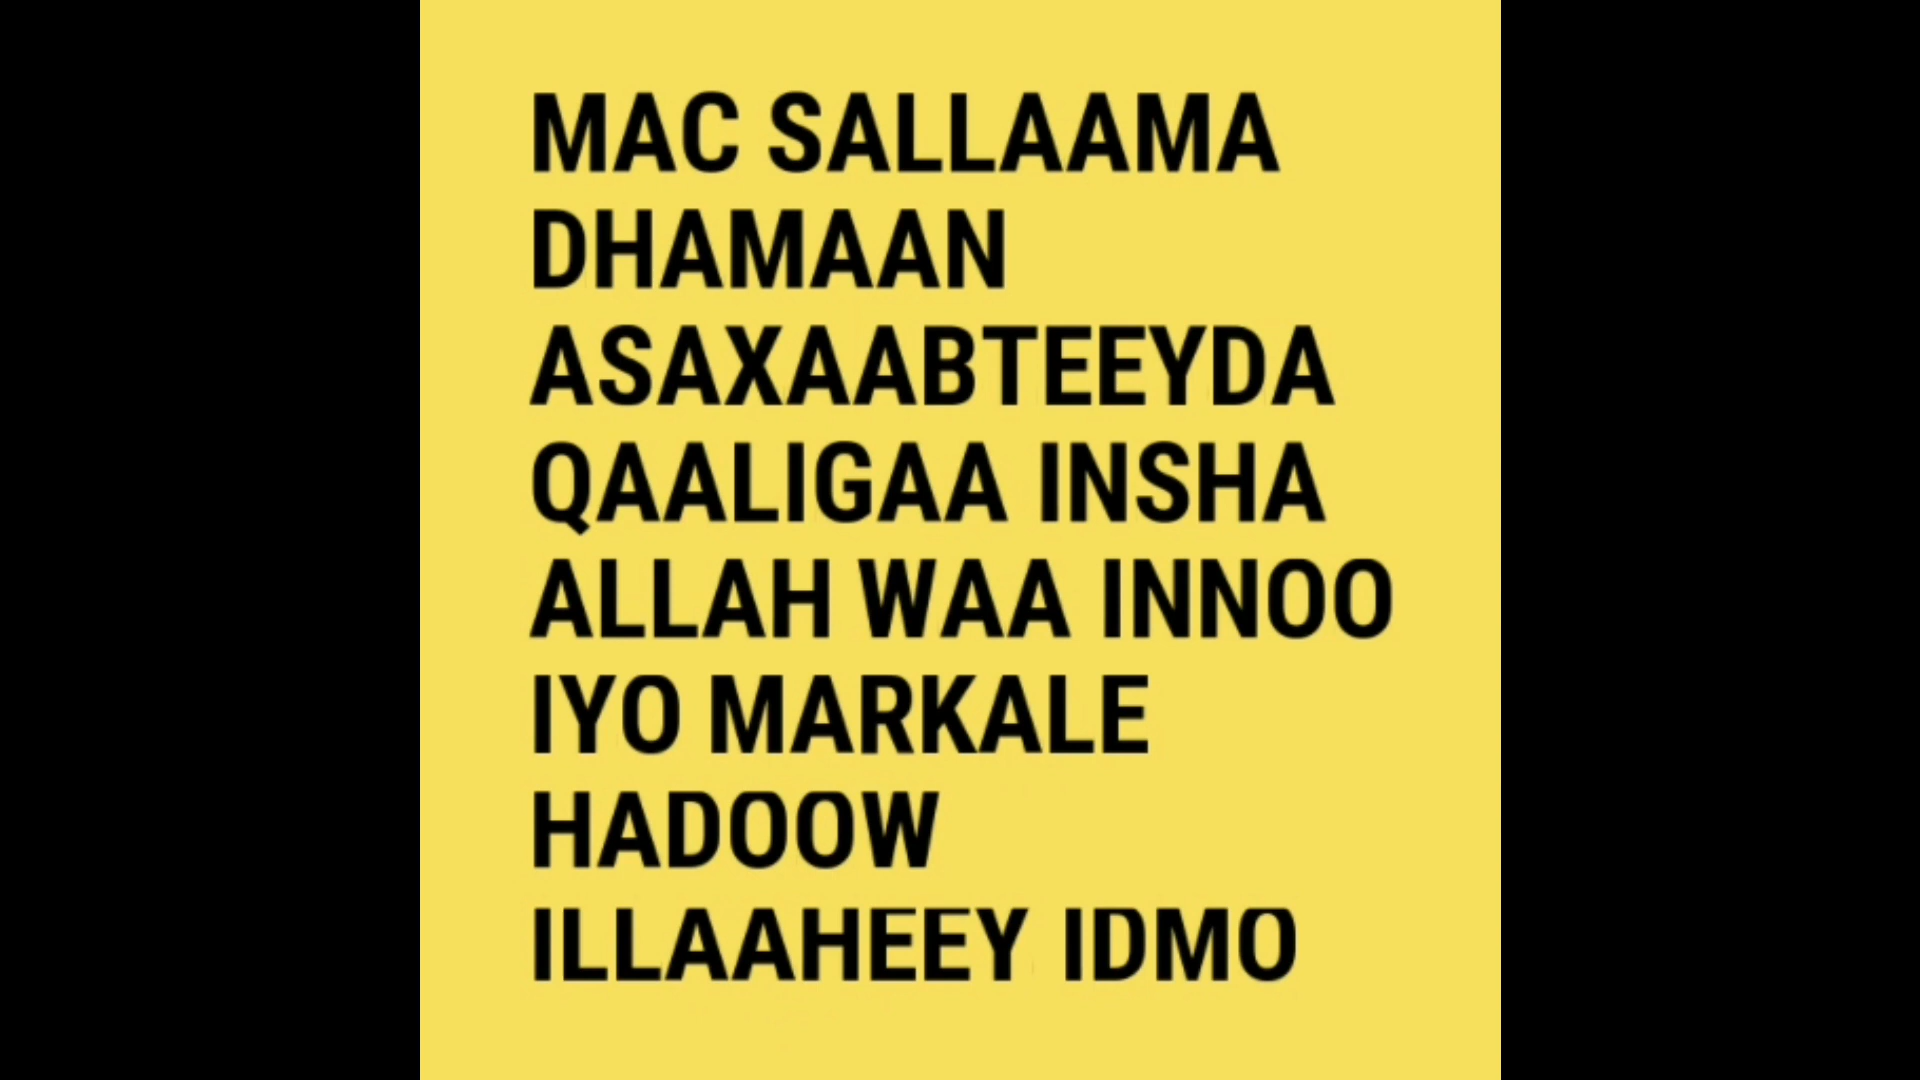 MAC SALLAAMA
DHAMAAN
ASAXAABTEEYDA
QAALIGAA INSHA
ALLAH WAA INNOO
IYO MARKALE
HADOOW
ILLAAHEEY IDMO